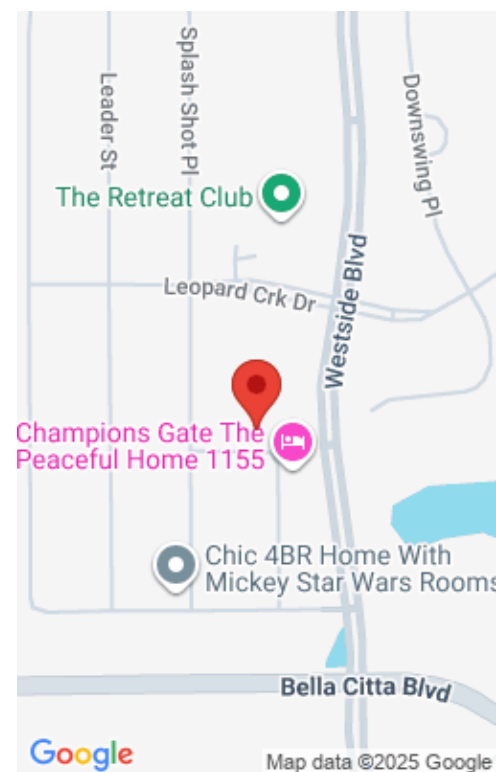 Splash Shot Pl
Leader St
Downswing Pl
The Retreat Club
Westside Blvd
Leopard Crk Dr
Champions Gate The
Peaceful Home 1155
Chic 4BR Home With
Mickey Star Wars Rooms
Bella Citta Blvd
Google
Map data ©2025 Google